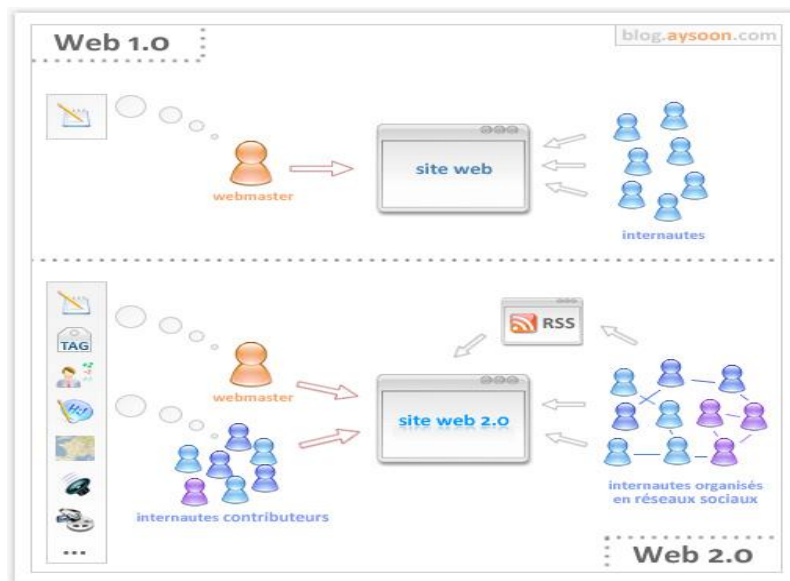 Web 1.0
blog.aysoon.com
site web
webmaster
internautes
TAG
Hi!
RSS
webmaster
site web 2.0
internautes contributeurs
internautes organisés
en réseaux sociaux
...
Web 2.0